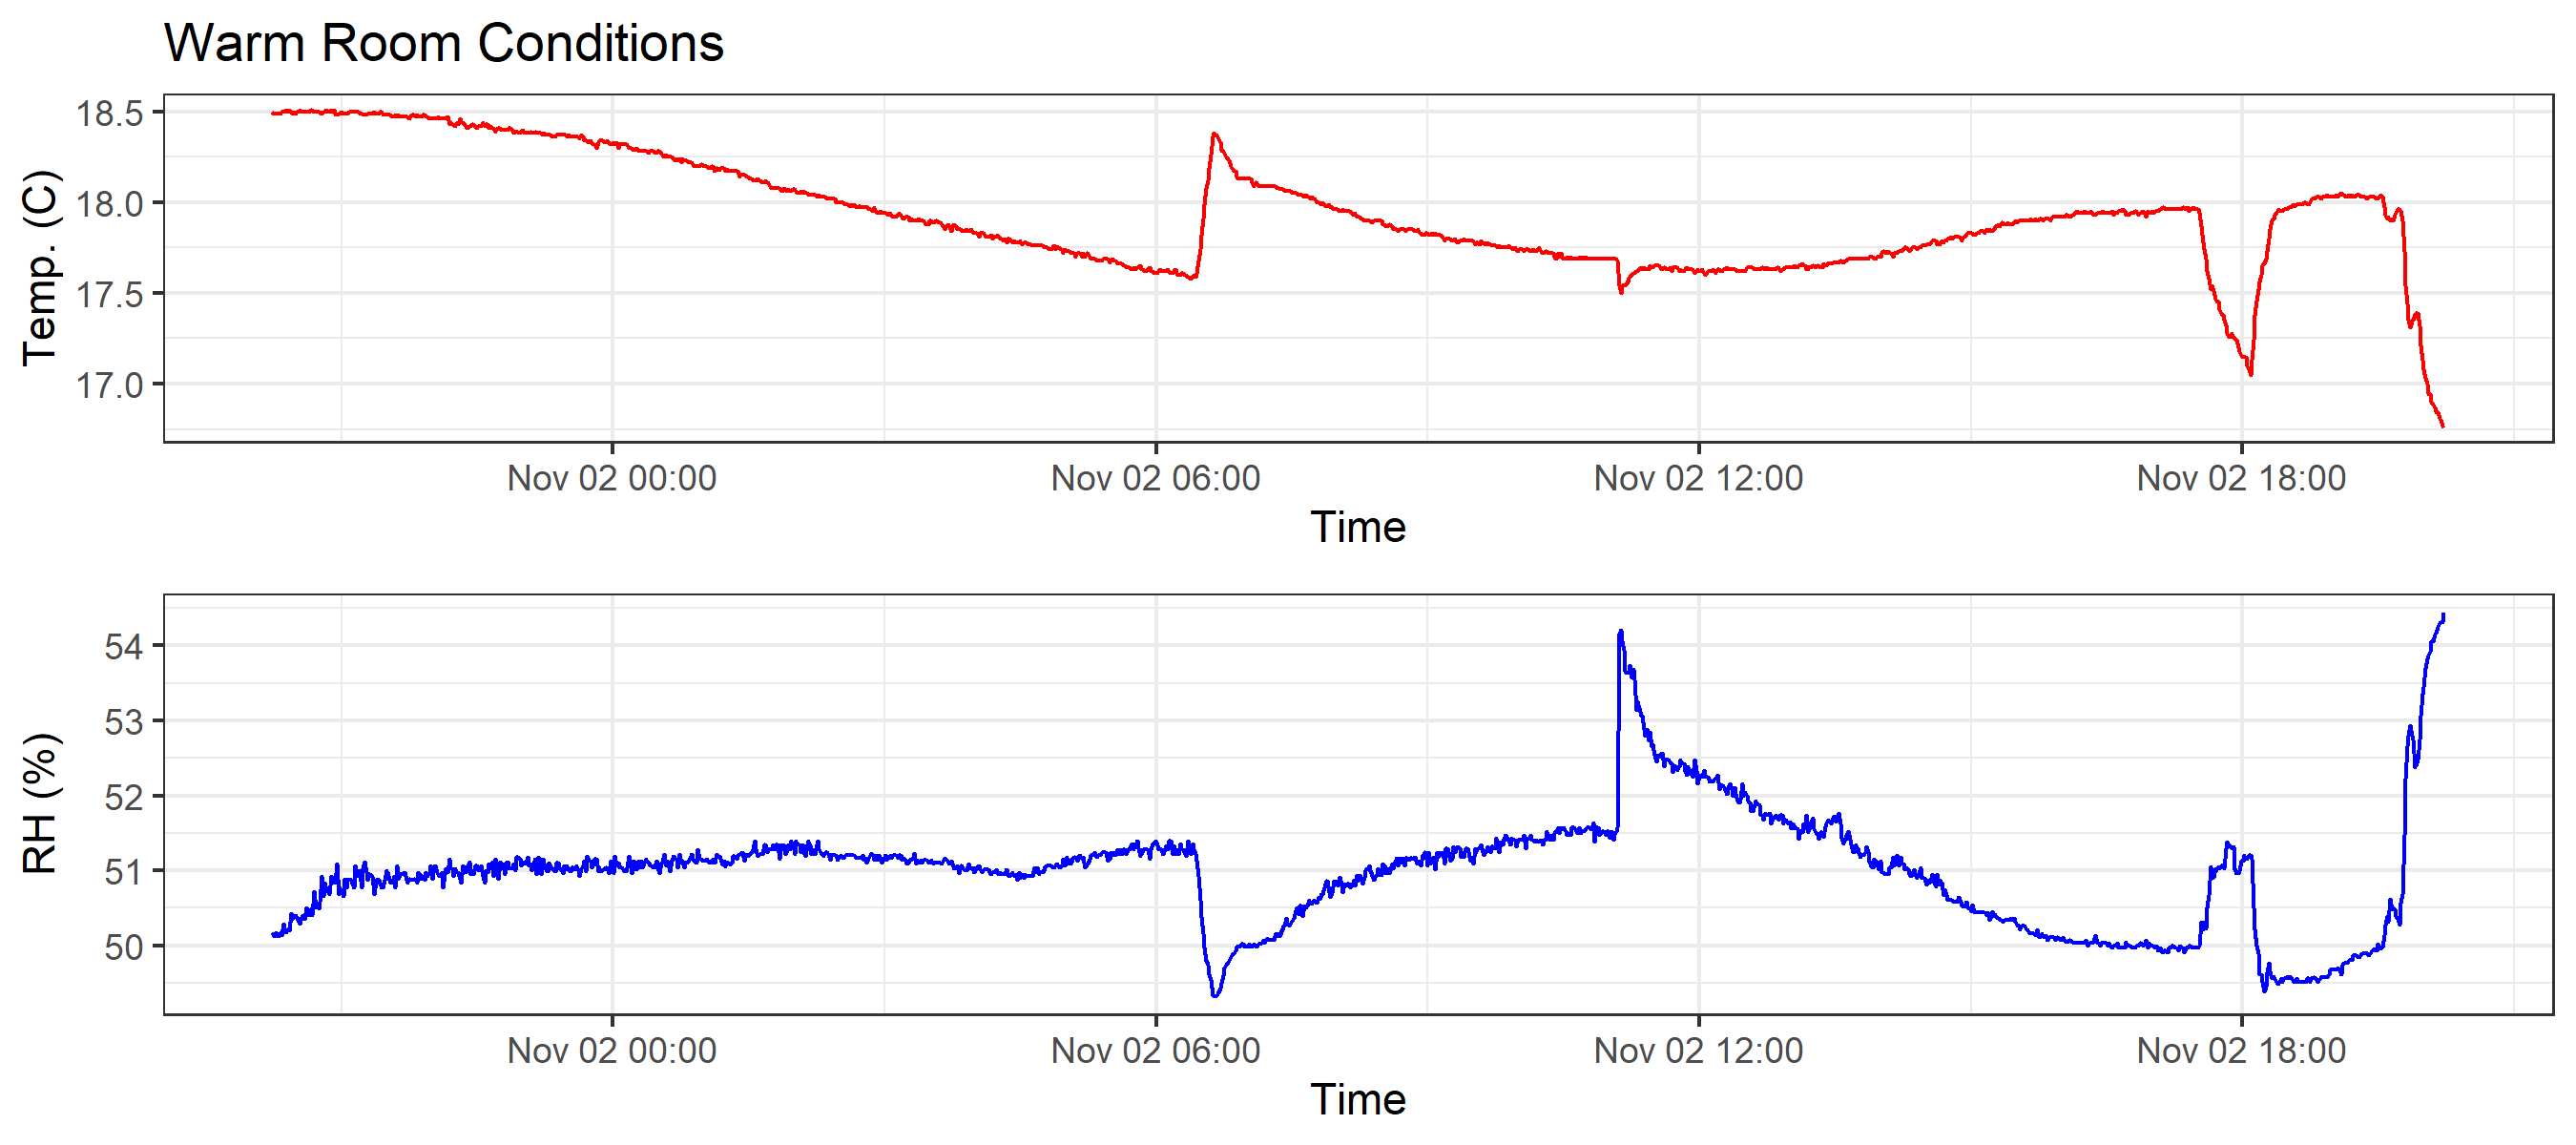 Warm Room Conditions
18.5
18.0
17.5
17.0
Temp. (C)
Nov 02 00:00 Nov 02 06:00 Nov 02 12:00 Nov 02 18:00
Time
54
53
52
51
50
RH (%)
Nov 02 00:00 Nov 02 06:00 Nov 02 12:00 Nov 02 18:00
Time